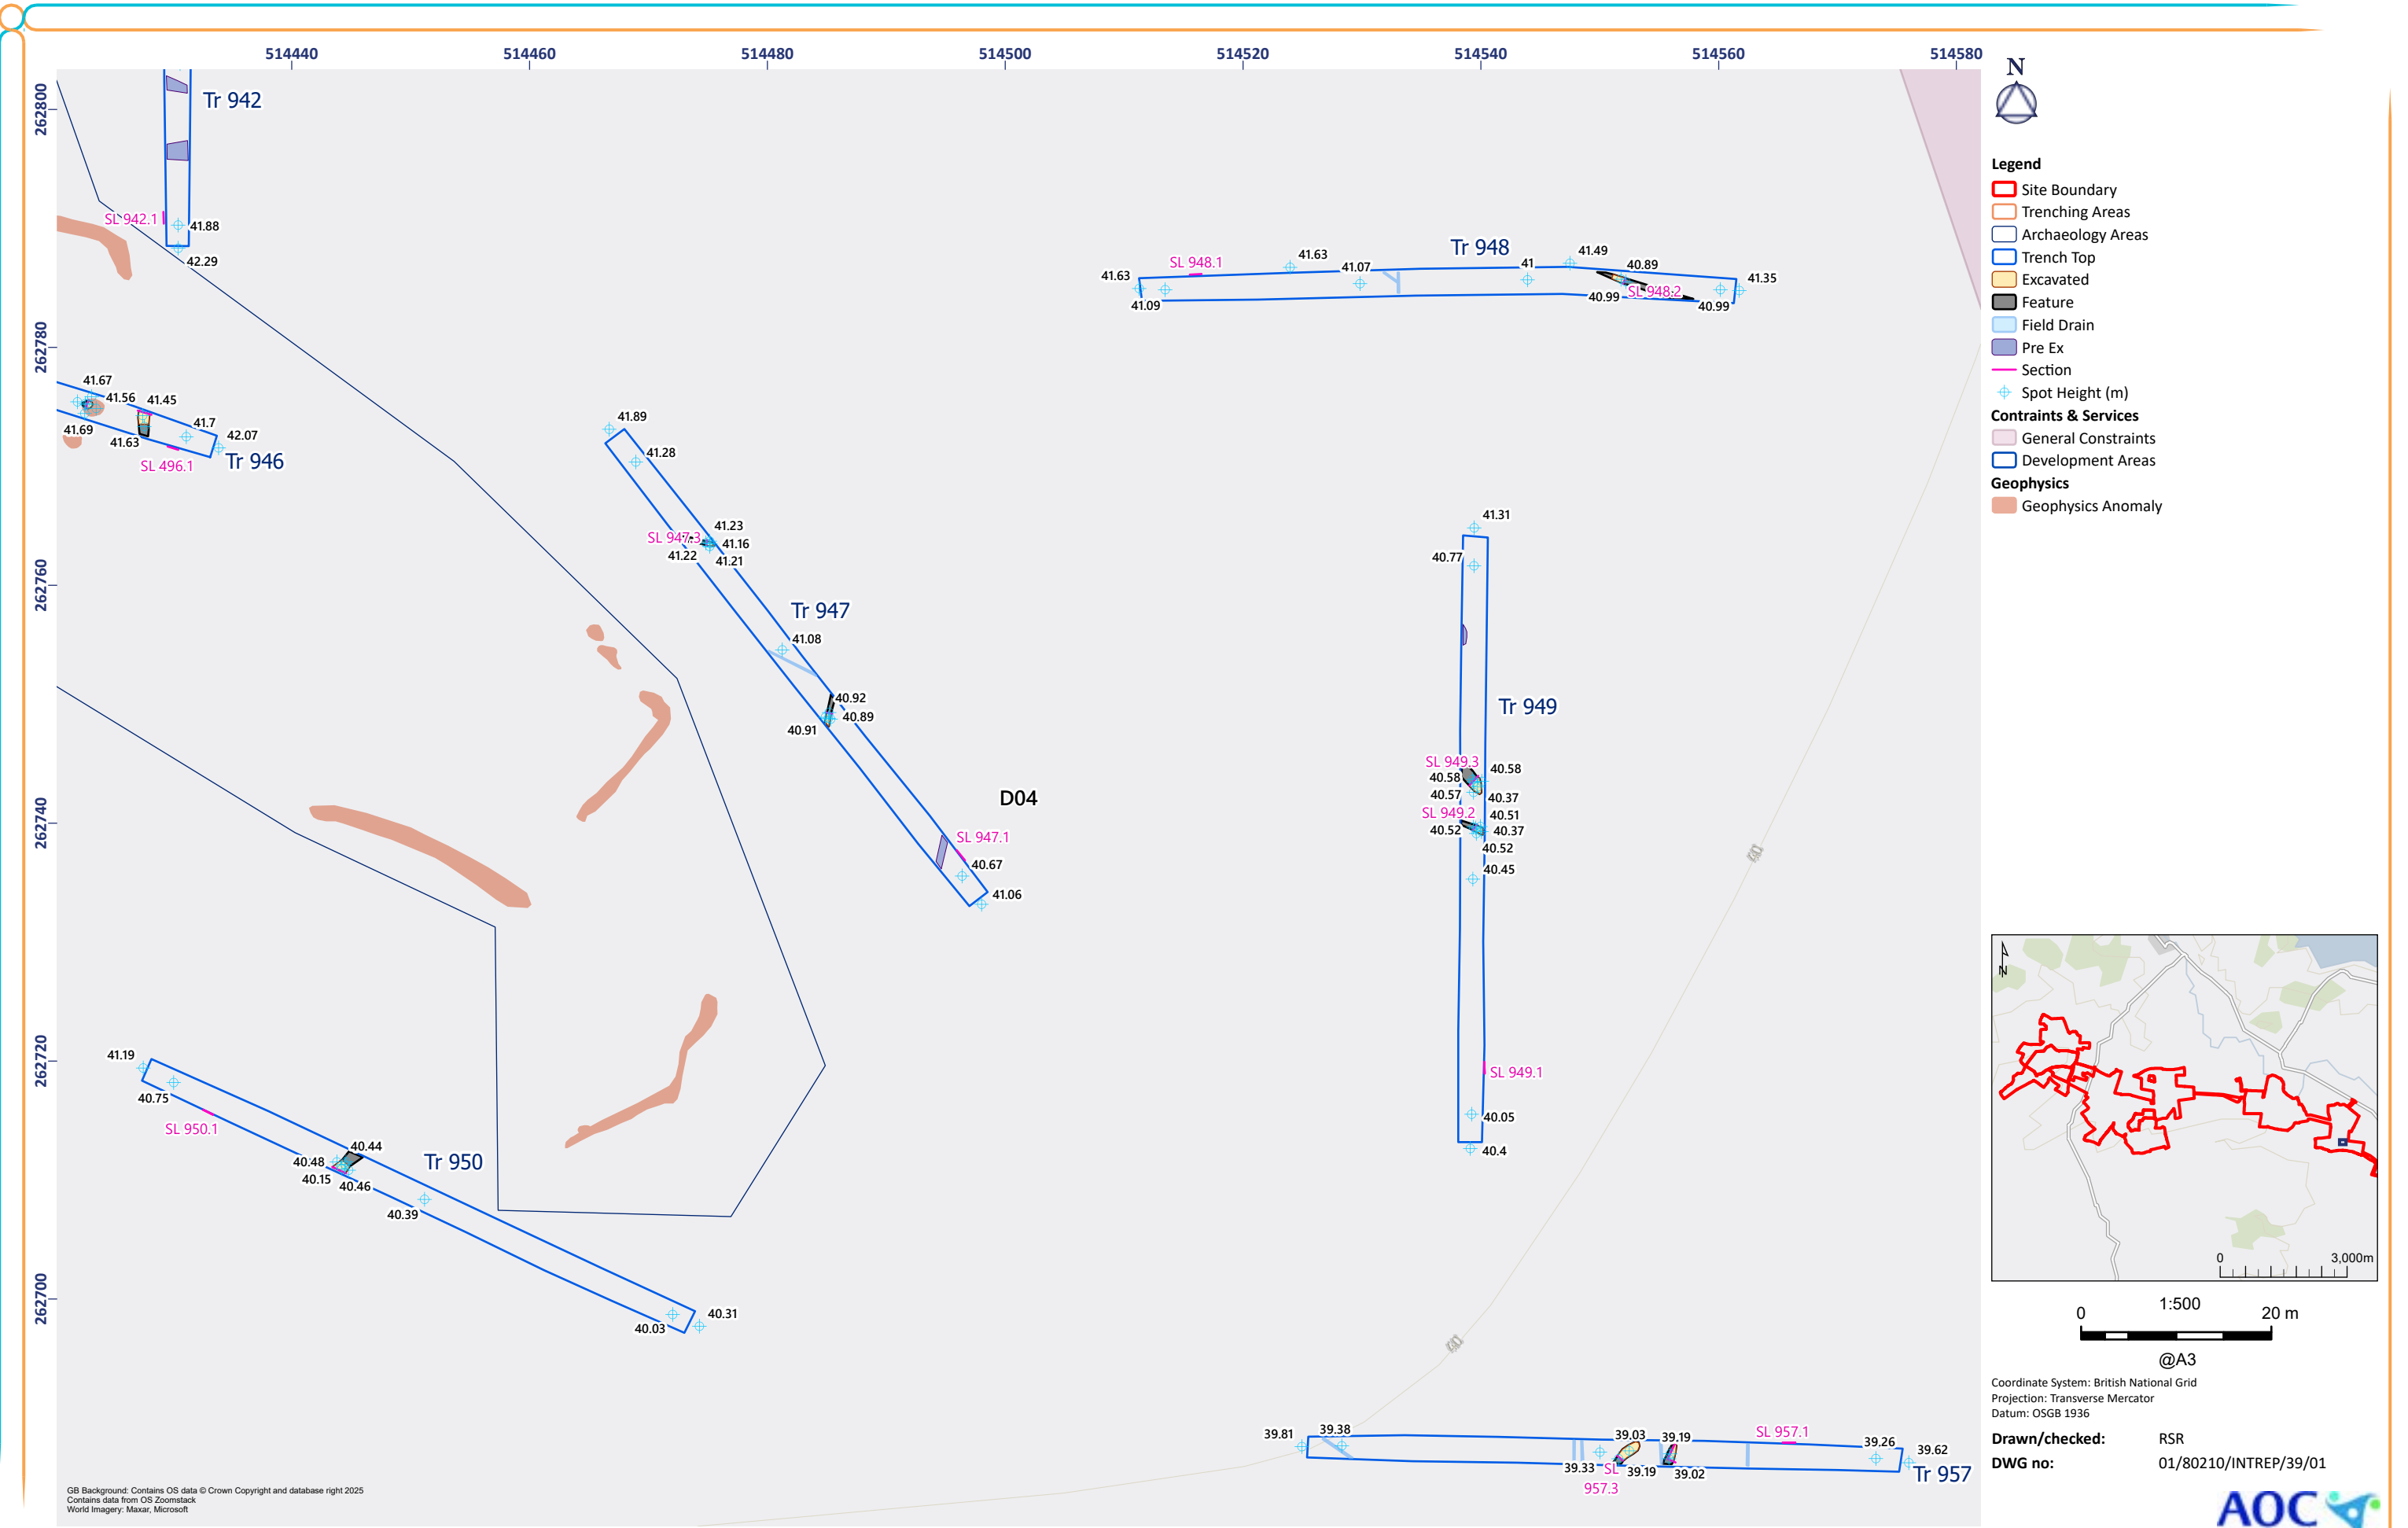 514440 514460 514480 514500 514520 514540 514560 514580
262800
262780
262760
262740
262720
262700
Tr 942
SL 942.1
41.88
42.29
41.67
41.56
41.45
41.7
42.07
41.69
41.63
Tr 946
SL 496.1
41.89
41.28
SL 947.3
41.23
41.16
41.22
41.21
Tr 947
41.08
40.92
40.89
40.91
SL 947.1
40.67
41.06
D04
Tr 948
SL 948.1
41.63
41.09
41.63
41.07
41
41.49
40.89
SL 948.2
40.99
40.99
41.35
41.31
40.77
Tr 949
SL 949.3
40.58
40.58
40.57
40.37
SL 949.2
40.51
40.52
40.37
40.52
40.45
SL 949.1
40.05
40.4
41.19
40.75
SL 950.1
40.44
40.48
40.15
40.46
Tr 950
40.39
40.31
40.03
39.81
39.38
39.03
39.19
SL 957.1
39.26
39.62
39.33
SL
957.3
39.19
39.02
Tr 957
GB Background: Contains OS data © Crown Copyright and database right 2025
Contains data from OS Zoomstack
World Imagery: Maxar, Microsoft
N
Legend
Site Boundary
Trenching Areas
Archaeology Areas
Trench Top
Excavated
Feature
Field Drain
Pre Ex
Section
Spot Height (m)
Contraints & Services
General Constraints
Development Areas
Geophysics
Geophysics Anomaly
N
0 3,000m
1:500
0 20 m
@A3
Coordinate System: British National Grid
Projection: Transverse Mercator
Datum: OSGB 1936
Drawn/checked: RSR
DWG no: 01/80210/INTREP/39/01
AOC